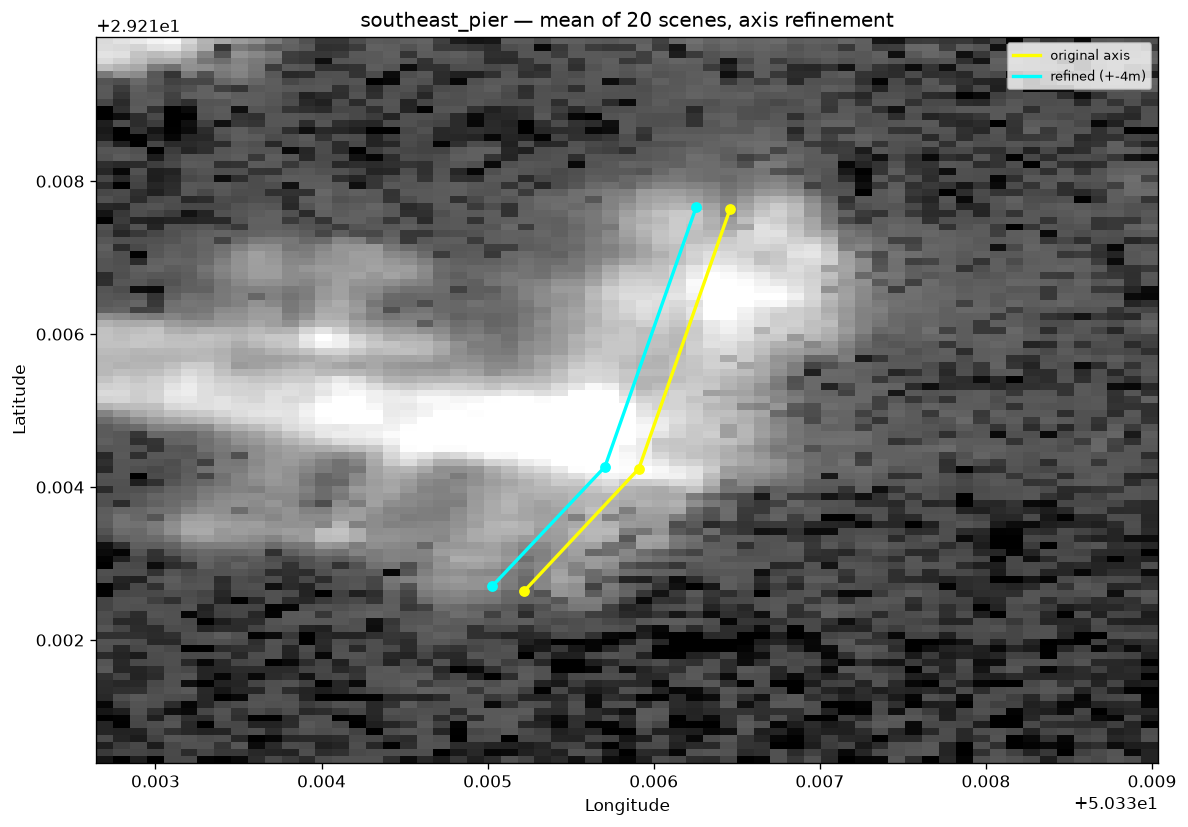 southeast_pier — mean of 20 scenes, axis refinement
+2.921e1
original axis
refined (+-4m)
0.008
0.006
0.004
0.002
Latitude
0.003
0.004
0.005
0.006
0.007
0.008
0.009
Longitude
+5.033e1